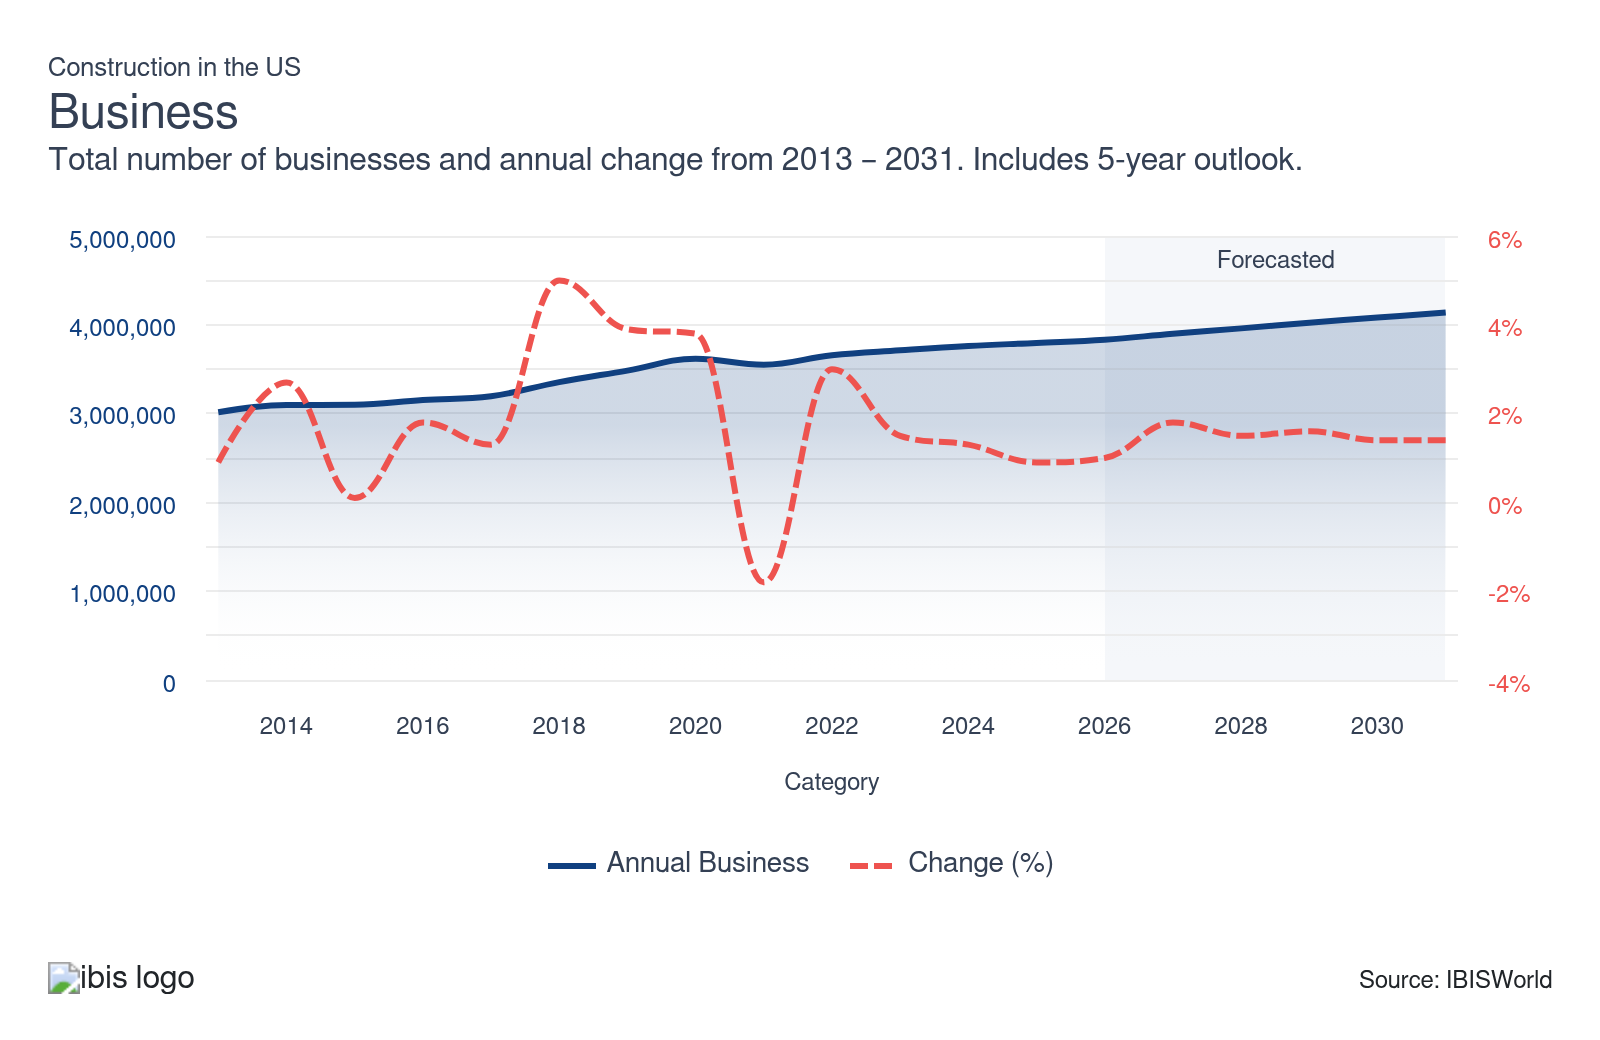 Construction in the US
Business
Total number of businesses and annual change from 2013 – 2031. Includes 5-year outlook.
5,000,000
6%
Forecasted
4,000,000
4%
3,000,000
2%
2,000,000
0%
1,000,000
-2%
0
-4%
2014 2016 2018 2020 2022 2024 2026 2028 2030
Category
Annual Business Change (%)
ibis logo
Source: IBISWorld